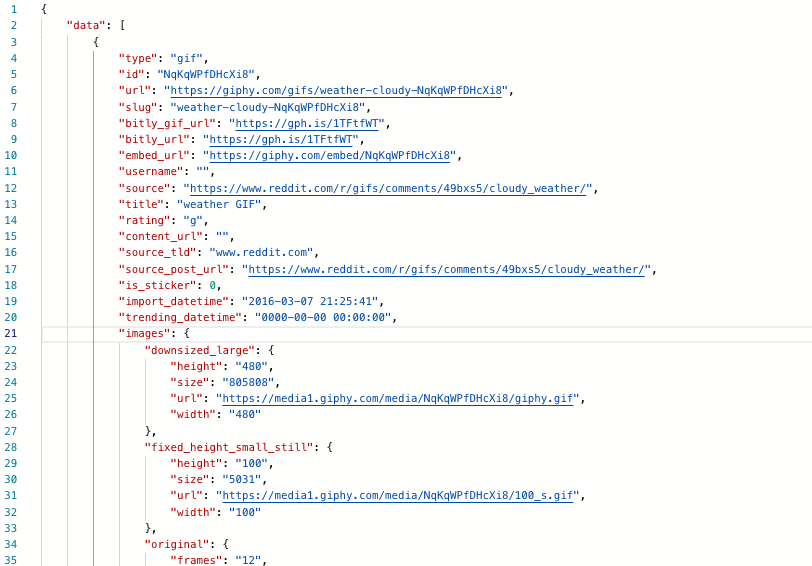 1 {
2 "data": [
3 {
4 "type": "gif",
5 "id": "NqKqWPfDHcXi8",
6 "url": "https://giphy.com/gifs/weather-cloudy-NqKqWPfDHcXi8",
7 "slug": "weather-cloudy-NqKqWPfDHcXi8",
8 "bitly_gif_url": "https://gph.is/1TFtfWT",
9 "bitly_url": "https://gph.is/1TFtfWT",
10 "embed_url": "https://giphy.com/embed/NqKqWPfDHcXi8",
11 "username": "",
12 "source": "https://www.reddit.com/r/gifs/comments/49bxs5/cloudy_weather/",
13 "title": "weather GIF",
14 "rating": "g",
15 "content_url": "",
16 "source_tld": "www.reddit.com",
17 "source_post_url": "https://www.reddit.com/r/gifs/comments/49bxs5/cloudy_weather/",
18 "is_sticker": 0,
19 "import_datetime": "2016-03-07 21:25:41",
20 "trending_datetime": "0000-00-00 00:00:00",
21 "images": {
22 "downsized_large": {
23 "height": "480",
24 "size": "805808",
25 "url": "https://media1.giphy.com/media/NqKqWPfDHcXi8/giphy.gif",
26 "width": "480"
27 },
28 "fixed_height_small_still": {
29 "height": "100",
30 "size": "5031",
31 "url": "https://media1.giphy.com/media/NqKqWPfDHcXi8/100_s.gif",
32 "width": "100"
33 },
34 "original": {
35 "frames": "12",